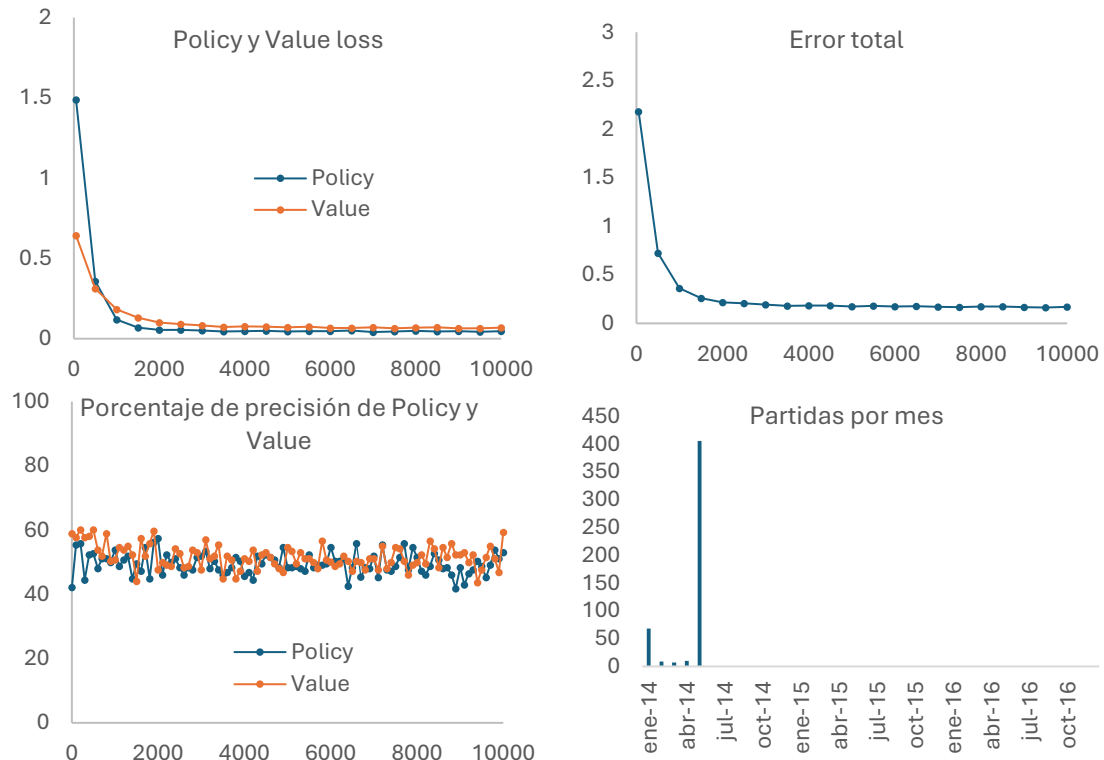 Policy y Value loss
2
1.5
1
0.5
0
Policy
Value
0 2000 4000 6000 8000 10000
Error total
3
2.5
2
1.5
1
0.5
0
0 2000 4000 6000 8000 10000
Porcentaje de precisión de Policy y
Value
100
80
60
40
20
0
Policy
Value
0 2000 4000 6000 8000 10000
Partidas por mes
450
400
350
300
250
200
150
100
50
0
ene-14
abr-14
jul-14
oct-14
ene-15
abr-15
jul-15
oct-15
ene-16
abr-16
jul-16
oct-16